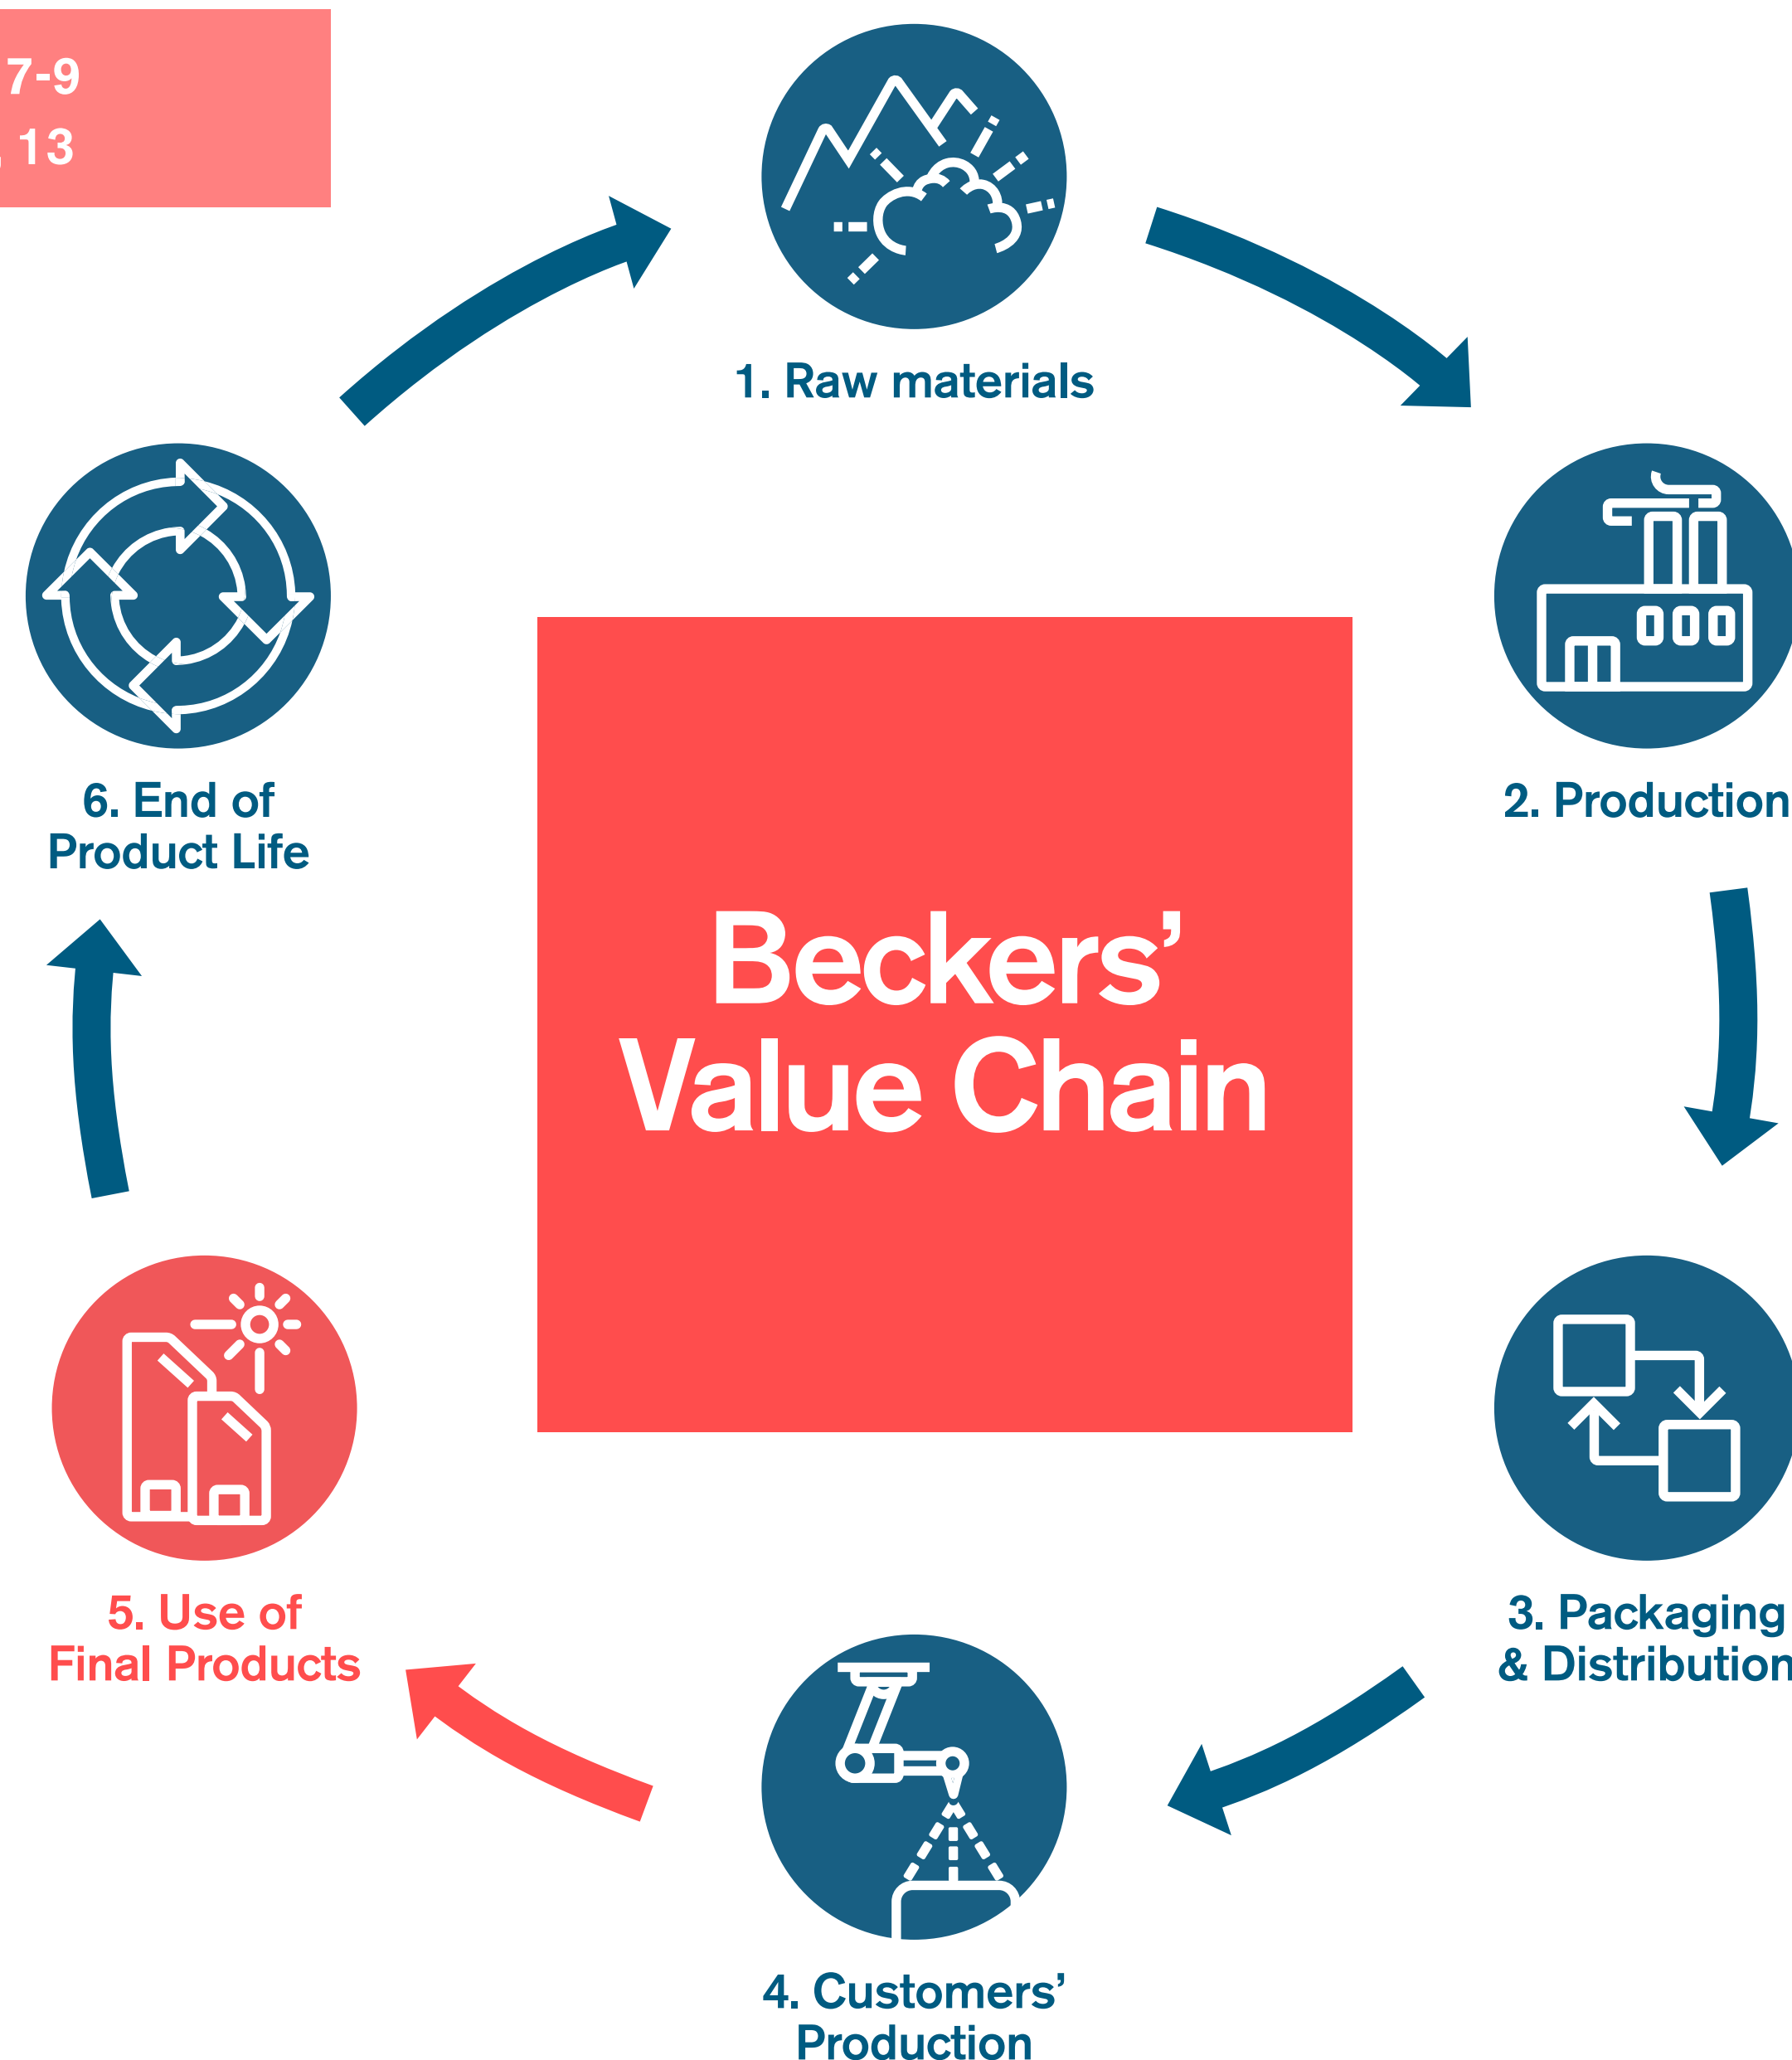 7-9
, 13
1. Raw materials
2. Production
3. Packaging
& Distribution
4. Customers’
Production
5. Use of
Final Products
6. End of
Product Life
Beckers’
Value Chain